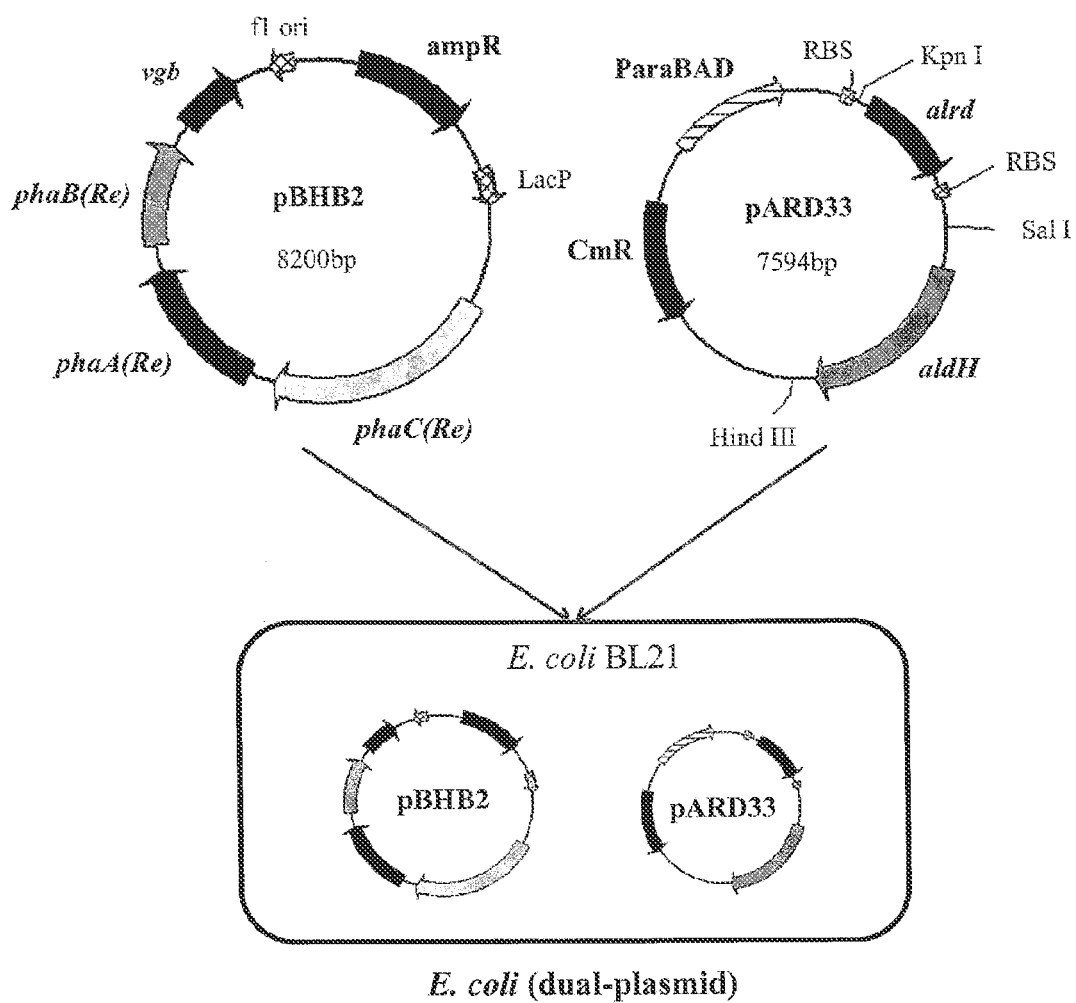 f1 ori
ampR
vgb
LacP
phaB(Re)
pBHB2
8200bp
phaA(Re)
phaC(Re)
ParaBAD
RBS
Kpn I
alrd
RBS
pARD33
Sal I
CmR
7594bp
aldH
Hind III
E. coli BL21
pBHB2
pARD33
E. coli (dual-plasmid)